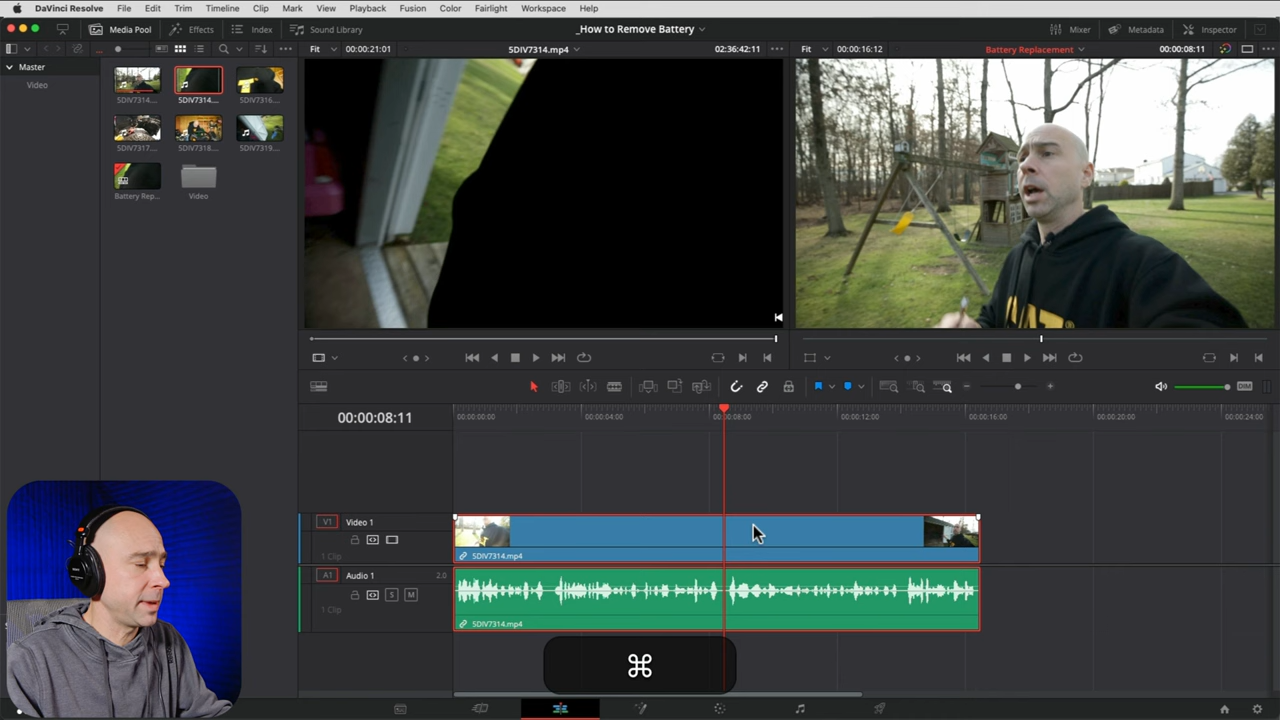 DaVinci Resolve File Edit Trim Timeline Clip Mark View Playback Fusion Color Fairlight Workspace Help
Media Pool Effects Index Sound Library _How to Remove Battery Mixer Metadata Inspector
Fit 00:00:21:01 5DIV7314.mp4 02:36:42:11 Fit 00:00:16:12 Battery Replacement 00:00:08:11
Master
Video
5DIV7314.... 5DIV7314.... 5DIV7316....
5DIV7317.... 5DIV7318.... 5DIV7319....
Battery Rep... Video
DIM
00:00:08:11
00:00:00:00 00:00:04:00 00:00:08:00 00:00:12:00 00:00:16:00 00:00:20:00 00:00:24:00
V1 Video 1
1 Clip
5DIV7314.mp4
A1 Audio 1 2.0
S M
1 Clip
5DIV7314.mp4
⌘